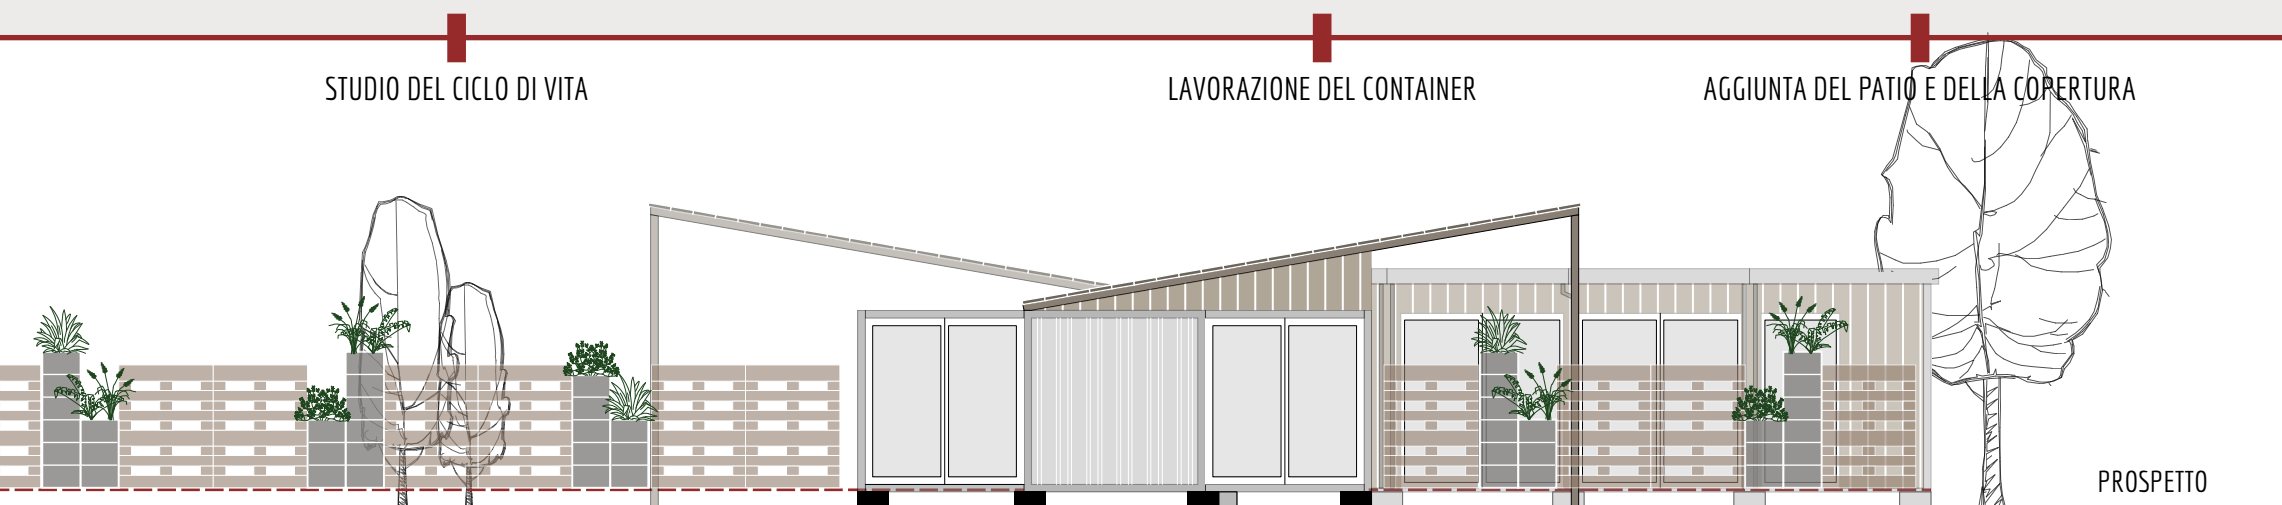 STUDIO DEL CICLO DI VITA
LAVORAZIONE DEL CONTAINER
AGGIUNTA DEL PATIO E DELLA COPERTURA
PROSPETTO